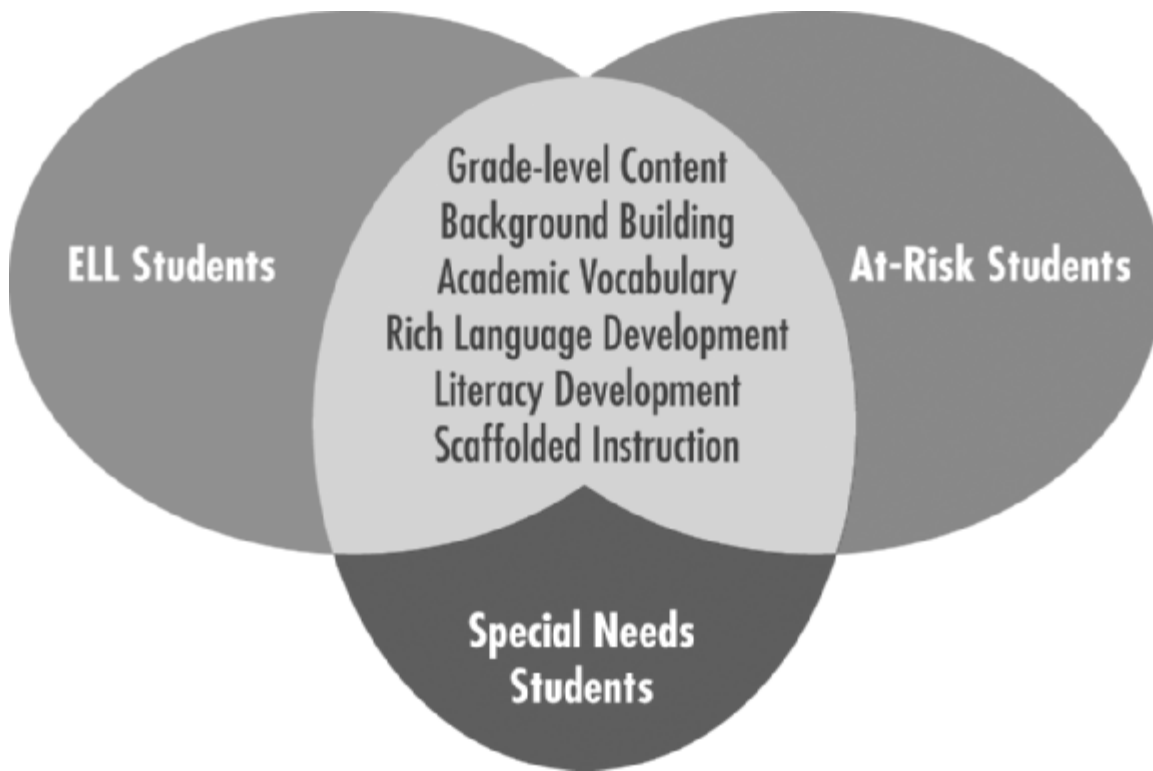 Grade-level Content
Background Building
Academic Vocabulary
Rich Language Development
Literacy Development
Scaffolded Instruction
ELL Students
At-Risk Students
Special Needs
Students